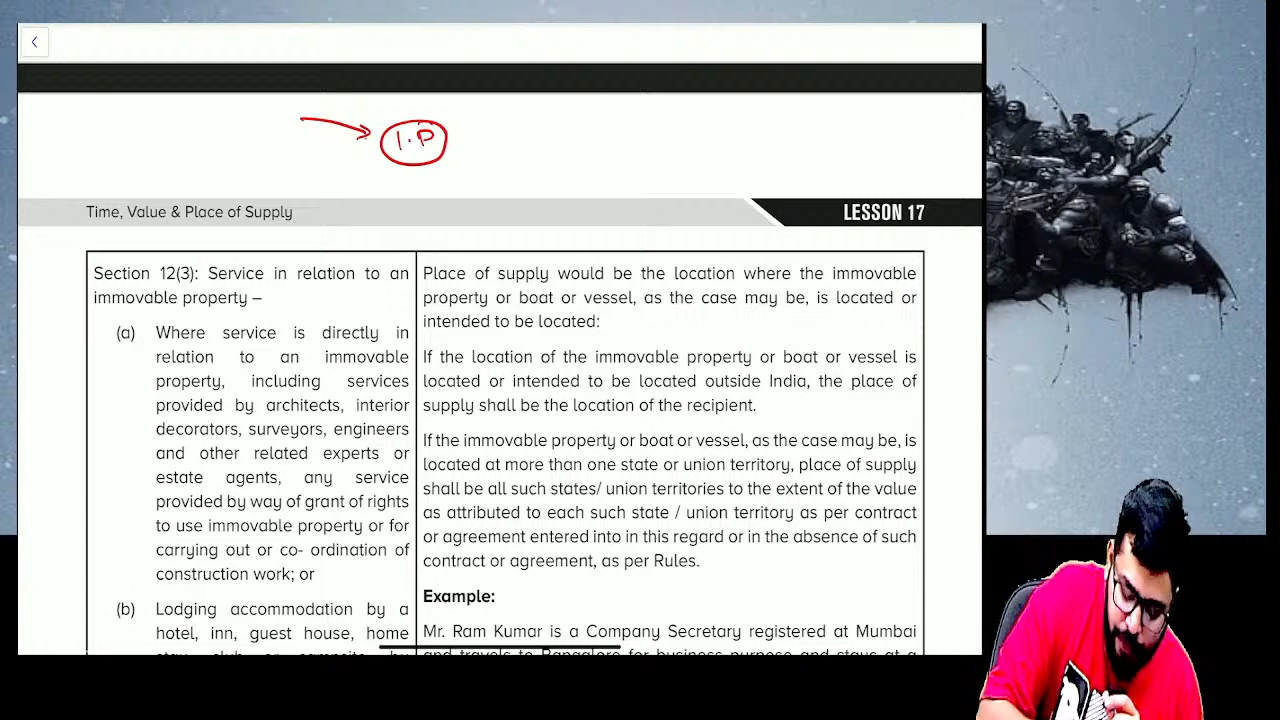 I.P
Time, Value & Place of Supply
LESSON 17
Section 12(3): Service in relation to an
immovable property –
(a) Where service is directly in
relation to an immovable
property, including services
provided by architects, interior
decorators, surveyors, engineers
and other related experts or
estate agents, any service
provided by way of grant of rights
to use immovable property or for
carrying out or co- ordination of
construction work; or
(b) Lodging accommodation by a
hotel, inn, guest house, home
Place of supply would be the location where the immovable
property or boat or vessel, as the case may be, is located or
intended to be located:
If the location of the immovable property or boat or vessel is
located or intended to be located outside India, the place of
supply shall be the location of the recipient.
If the immovable property or boat or vessel, as the case may be, is
located at more than one state or union territory, place of supply
shall be all such states/ union territories to the extent of the value
as attributed to each such state / union territory as per contract
or agreement entered into in this regard or in the absence of such
contract or agreement, as per Rules.
Example:
Mr. Ram Kumar is a Company Secretary registered at Mumbai
and travels to Bangalore for business purpose and stays at a